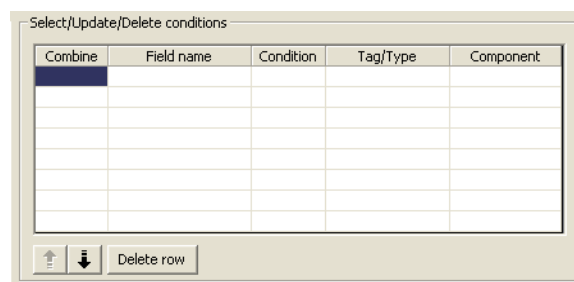 Select/Update/Delete conditions
Combine Field name Condition Tag/Type Component
Delete row